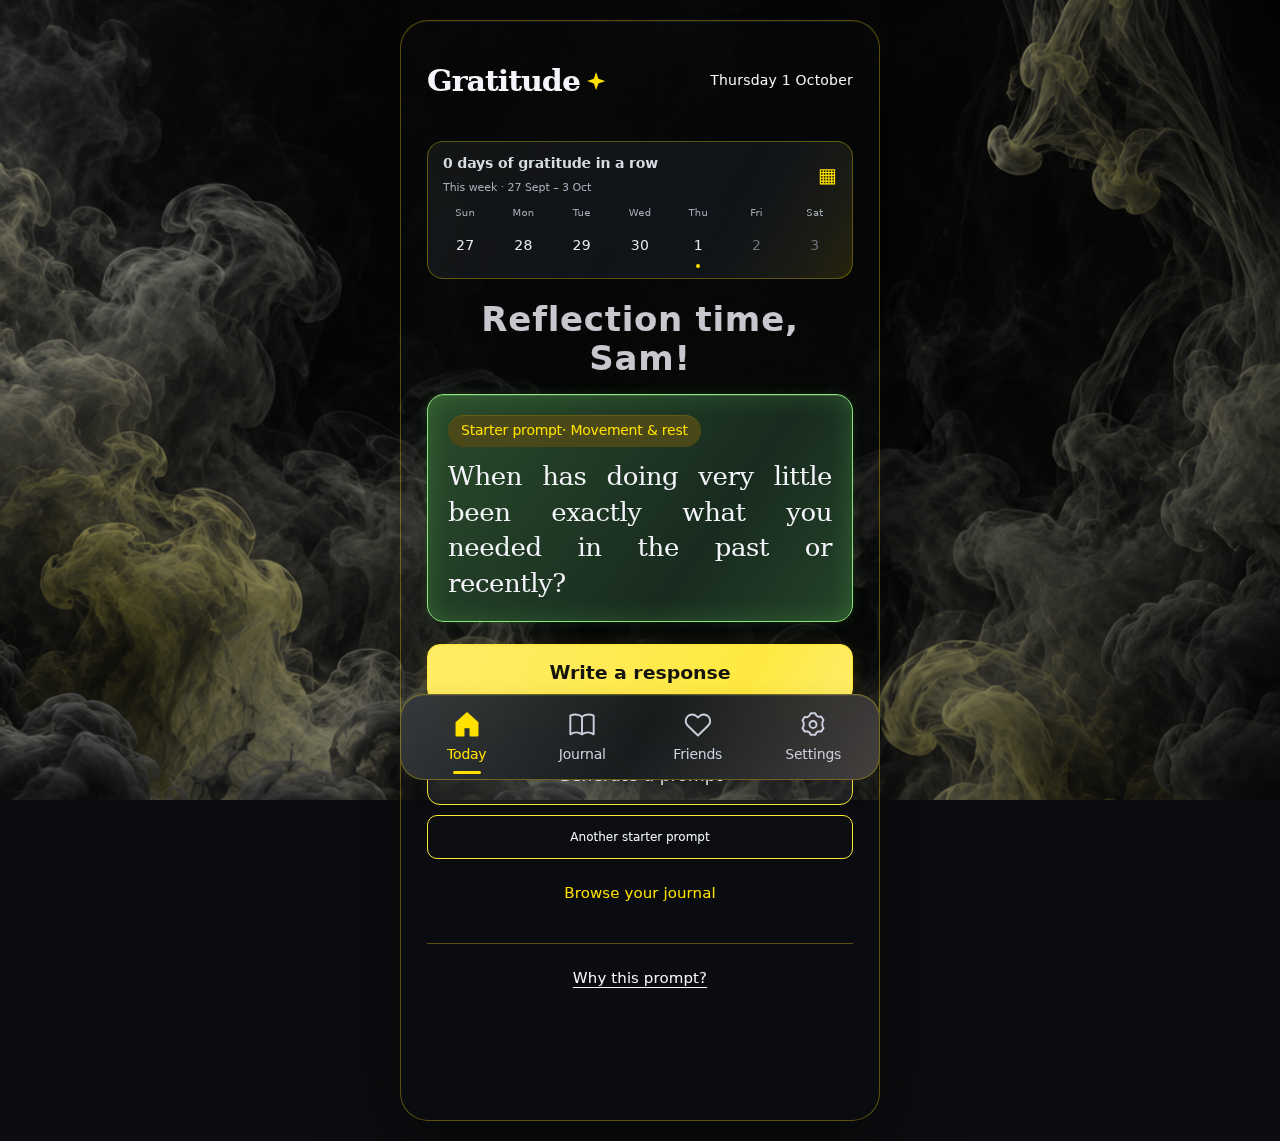 Gratitude
Thursday 1 October
0 days of gratitude in a row
This week · 27 Sept – 3 Oct
Sun Mon Tue Wed Thu Fri Sat
27 28 29 30 1 2 3
Reflection time,
Sam!
Starter prompt· Movement & rest
When has doing very little
been exactly what you
needed in the past or
recently?
Write a response
Today Journal Friends Settings
Generate a prompt
Another starter prompt
Browse your journal
Why this prompt?